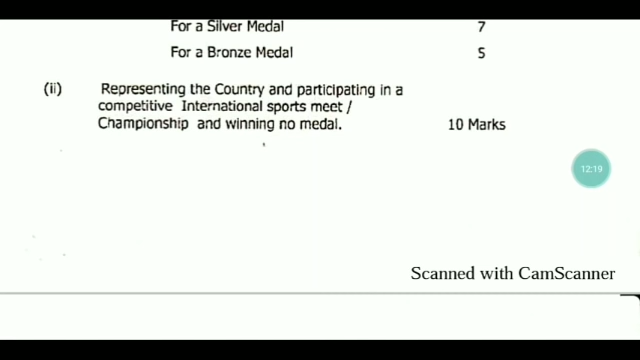 For a Silver Medal 7
For a Bronze Medal 5
(ii) Representing the Country and participating in a
competitive International sports meet /
Championship and winning no medal. 10 Marks
12:19
Scanned with CamScanner